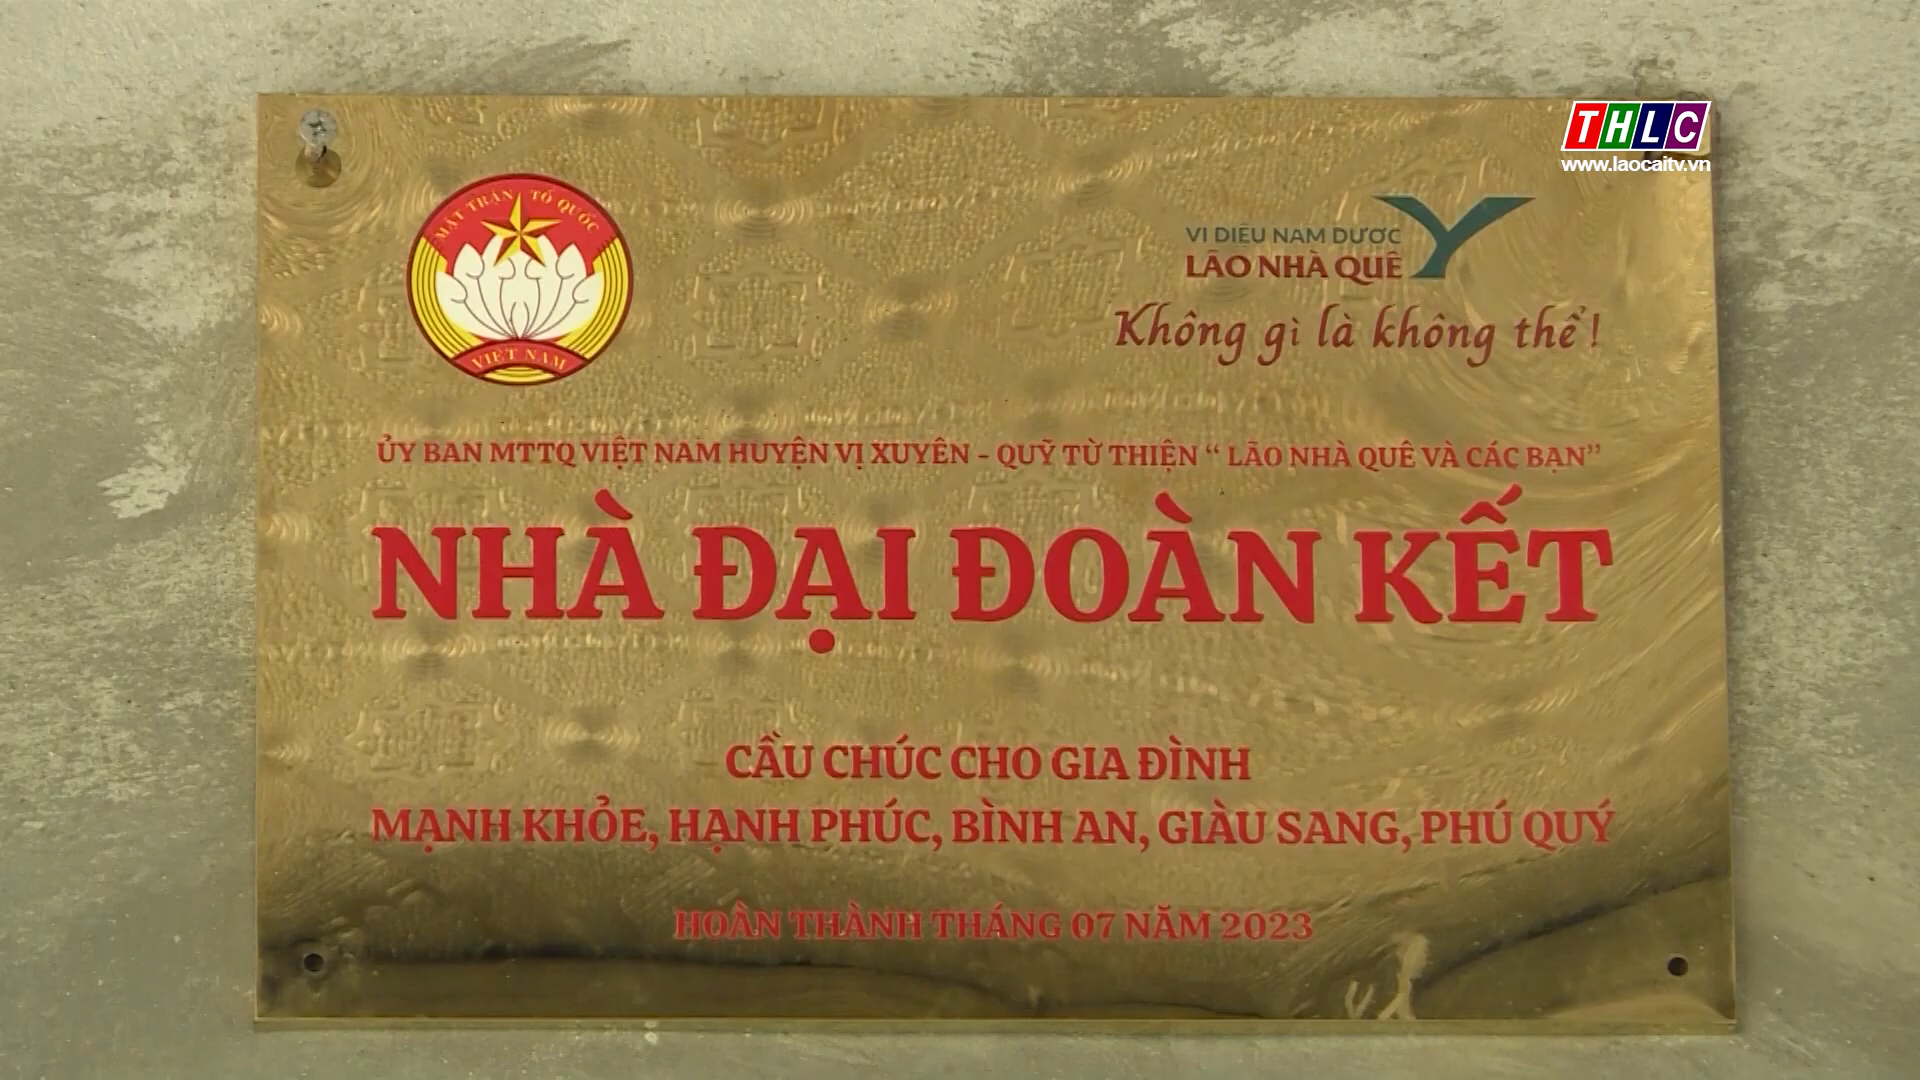 THLC
www.laocaitv.vn
MẶT TRẬN TỔ QUỐC
VIỆT NAM
VI DIỆU NAM DƯỢC
LÃO NHÀ QUÊ
Không gì là không thể!
ỦY BAN MTTQ VIỆT NAM HUYỆN VỊ XUYÊN - QUỸ TỪ THIỆN “ LÃO NHÀ QUÊ VÀ CÁC BẠN”
NHÀ ĐẠI ĐOÀN KẾT
CẦU CHÚC CHO GIA ĐÌNH
MẠNH KHỎE, HẠNH PHÚC, BÌNH AN, GIÀU SANG, PHÚ QUÝ
HOÀN THÀNH THÁNG 07 NĂM 2023